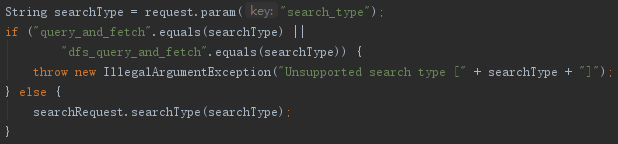 String searchType = request.param( key: "search_type");
if ("query_and_fetch".equals(searchType) ||
        "dfs_query_and_fetch".equals(searchType)) {
    throw new IllegalArgumentException("Unsupported search type [" + searchType + "]");
} else {
    searchRequest.searchType(searchType);
}